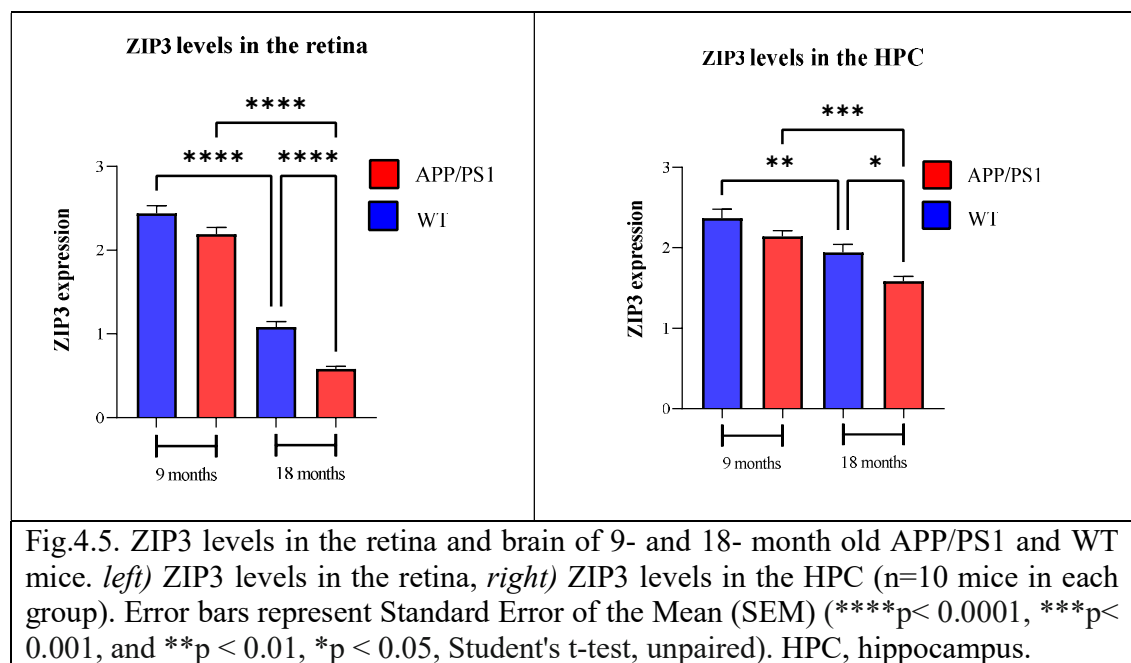 ZIP3 levels in the retina
****
****
****
3
2
1
0
ZIP3 expression
APP/PS1
WT
9 months
18 months
ZIP3 levels in the HPC
***
**
*
3
2
1
0
ZIP3 expression
APP/PS1
WT
9 months
18 months
Fig.4.5. ZIP3 levels in the retina and brain of 9- and 18- month old APP/PS1 and WT
mice. left) ZIP3 levels in the retina, right) ZIP3 levels in the HPC (n=10 mice in each
group). Error bars represent Standard Error of the Mean (SEM) (****p< 0.0001, ***p<
0.001, and **p < 0.01, *p < 0.05, Student's t-test, unpaired). HPC, hippocampus.